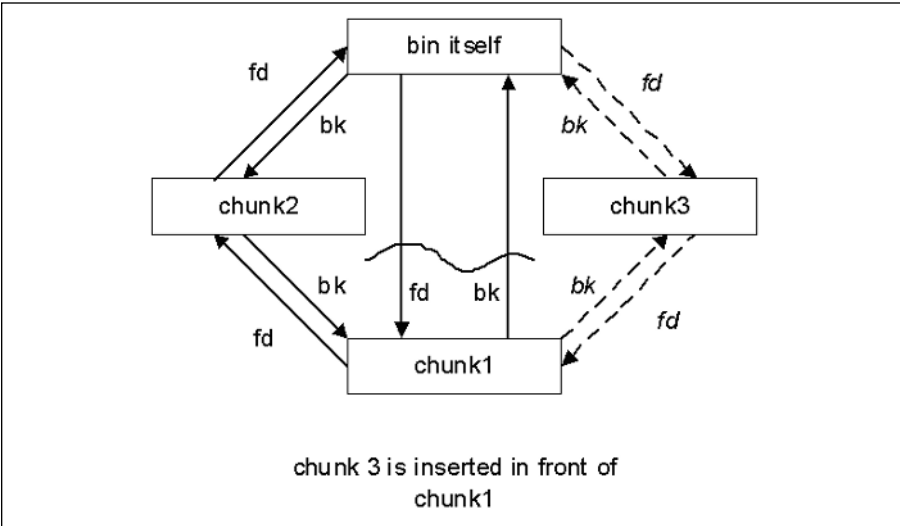 bin itself
fd
fd
bk
bk
chunk2
chunk3
bk
fd
bk
bk
fd
fd
chunk1
chunk 3 is inserted in front of
chunk1